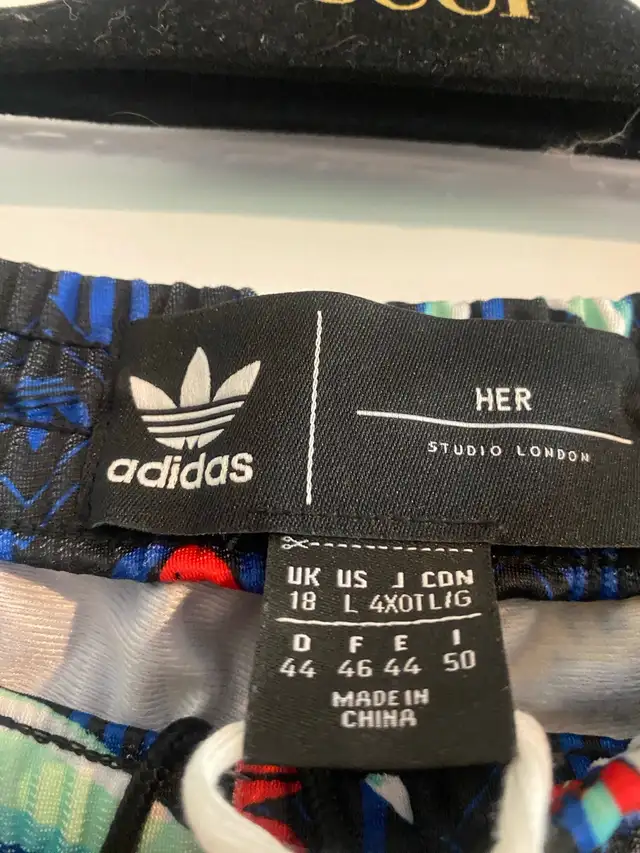 adidas
HER
STUDIO LONDON
UK US J CDN
18 L 4XOT L/G
D F E I
44 46 44 50
MADE IN
CHINA